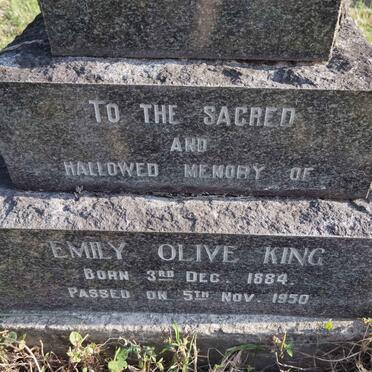 TO THE SACRED
AND
HALLOWED MEMORY OF
EMILY OLIVE KING
BORN 3RD DEC. 1884.
PASSED ON 5TH NOV. 1950